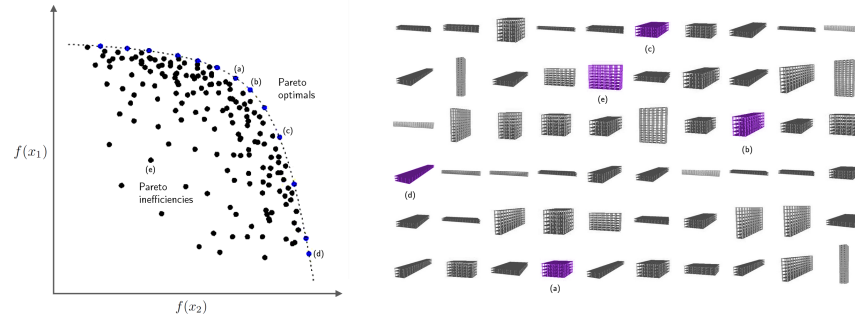 (a)
(b)
Pareto
optimals
(c)
f(x₁)
(e)
Pareto
inefficiencies
(d)
f(x₂)
(c)
(e)
(b)
(d)
(a)